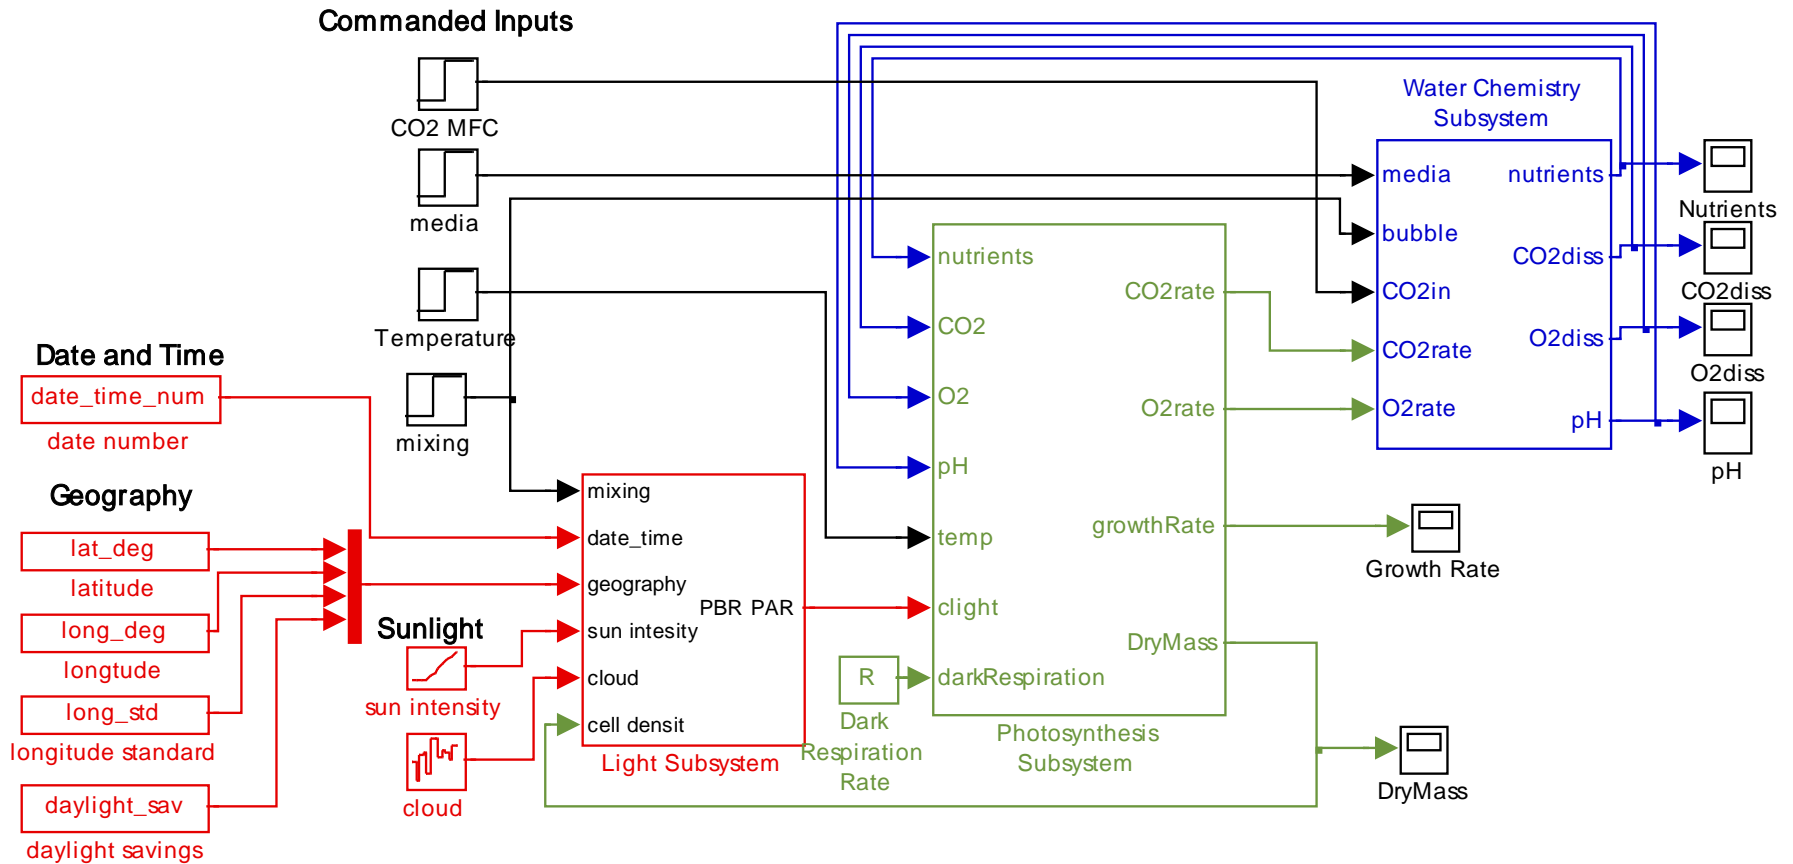 Commanded Inputs
CO2 MFC
media
Temperature
mixing
Date and Time
date_time_num
date number
Geography
lat_deg
latitude
long_deg
longtude
long_std
longitude standard
daylight_sav
daylight savings
Sunlight
sun intensity
cloud
mixing
date_time
geography
PBR PAR
sun intesity
cloud
cell densit
Light Subsystem
R
Dark
Respiration
Rate
nutrients
CO2
O2
pH
temp
clight
darkRespiration
CO2rate
O2rate
growthRate
DryMass
Photosynthesis
Subsystem
Water Chemistry
Subsystem
media
bubble
CO2in
CO2rate
O2rate
nutrients
CO2diss
O2diss
pH
Nutrients
CO2diss
O2diss
pH
Growth Rate
DryMass